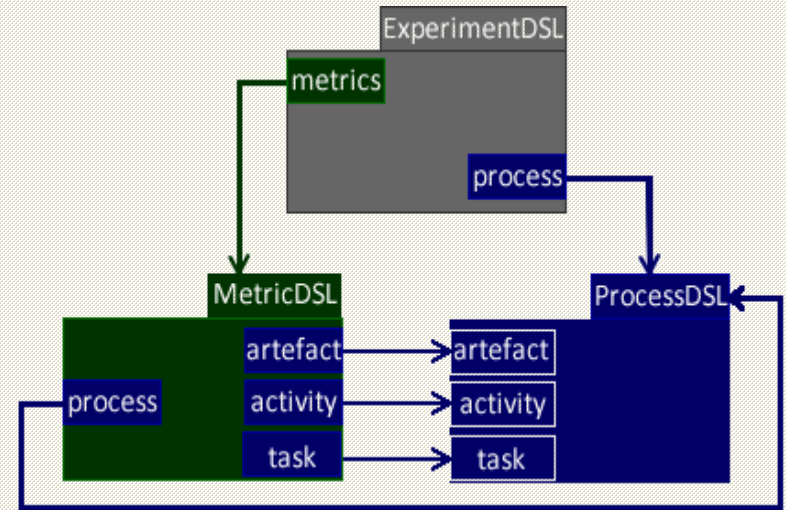 ExperimentDSL
metrics
process
MetricDSL
ProcessDSL
artefact
artefact
process
activity
activity
task
task